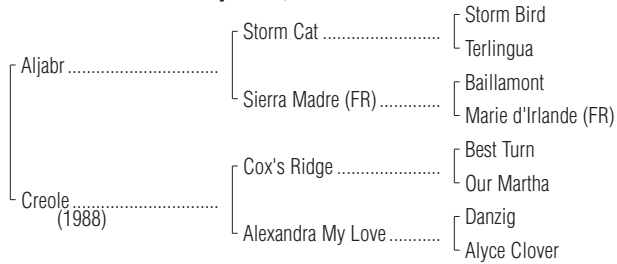 Storm Bird
Storm Cat ........................
Terlingua
Aljabr ................................
Baillamont
Sierra Madre (FR) .............
Marie d'Irlande (FR)
Best Turn
Cox's Ridge ......................
Our Martha
Creole ...............................
(1988)
Danzig
Alexandra My Love ...........
Alyce Clover